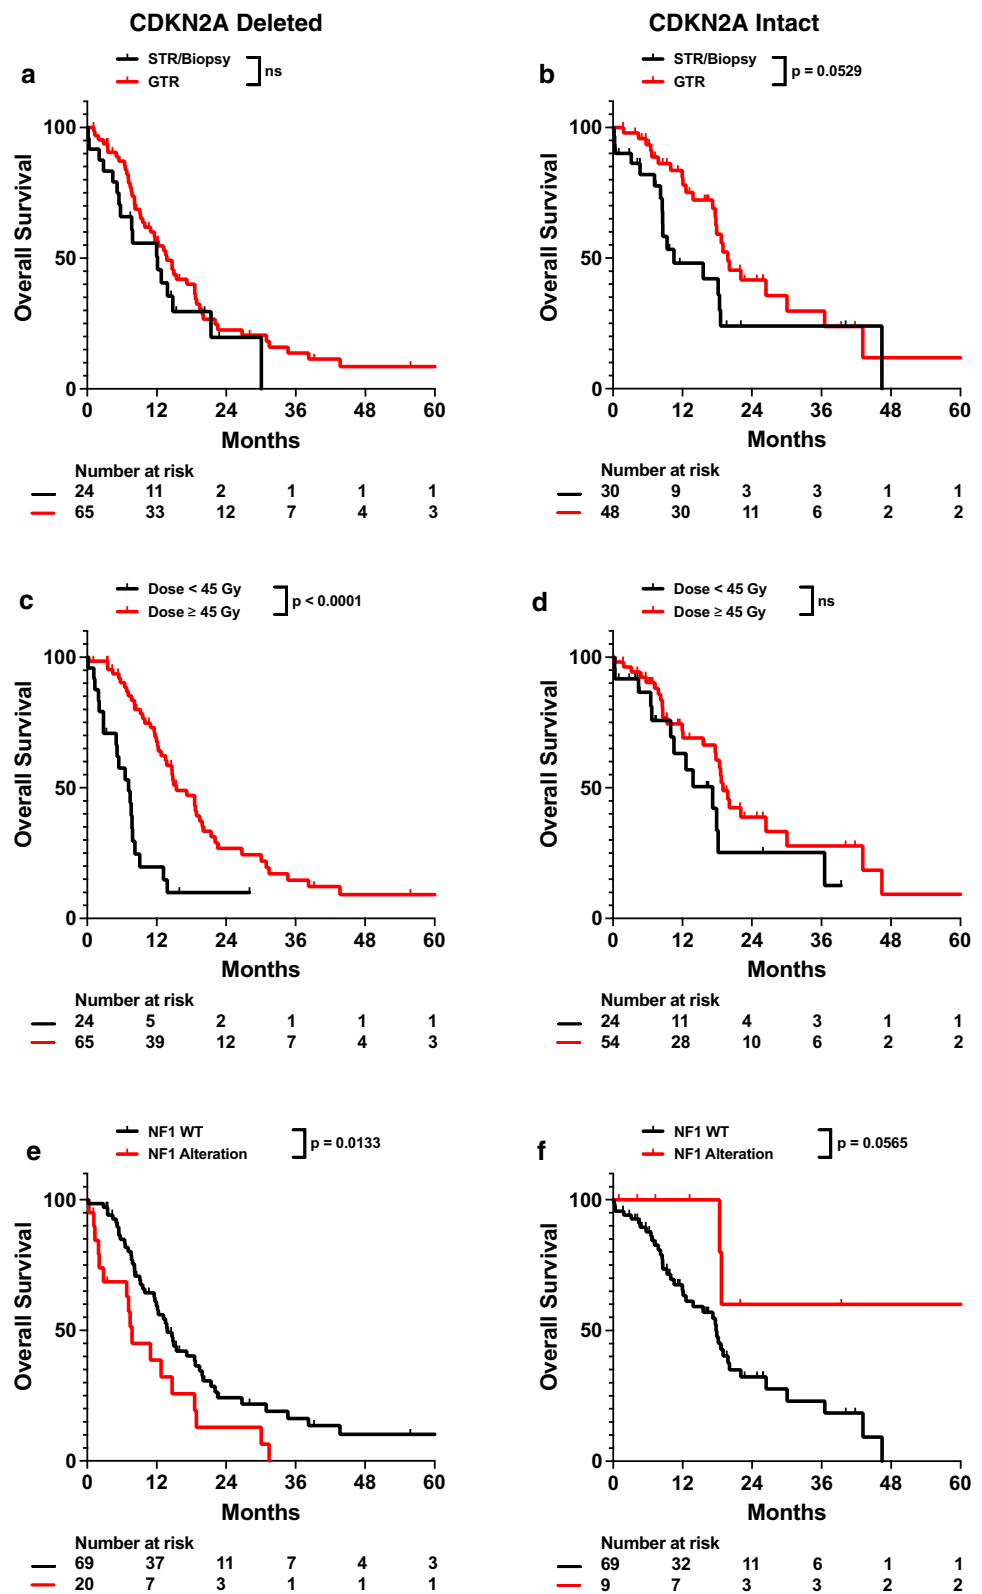 CDKN2A Deleted
CDKN2A Intact
a
STR/Biopsy
GTR
ns
Overall Survival
100
50
0
0 12 24 36 48 60
Months
Number at risk
24 11 2 1 1 1
65 33 12 7 4 3
b
STR/Biopsy
GTR
p = 0.0529
Overall Survival
100
50
0
0 12 24 36 48 60
Months
Number at risk
30 9 3 3 1 1
48 30 11 6 2 2
c
Dose < 45 Gy
Dose ≥ 45 Gy
p < 0.0001
Overall Survival
100
50
0
0 12 24 36 48 60
Months
Number at risk
24 5 2 1 1 1
65 39 12 7 4 3
d
Dose < 45 Gy
Dose ≥ 45 Gy
ns
Overall Survival
100
50
0
0 12 24 36 48 60
Months
Number at risk
24 11 4 3 1 1
54 28 10 6 2 2
e
NF1 WT
NF1 Alteration
p = 0.0133
Overall Survival
100
50
0
0 12 24 36 48 60
Months
Number at risk
69 37 11 7 4 3
20 7 3 1 1 1
f
NF1 WT
NF1 Alteration
p = 0.0565
Overall Survival
100
50
0
0 12 24 36 48 60
Months
Number at risk
69 32 11 6 1 1
9 7 3 3 2 2